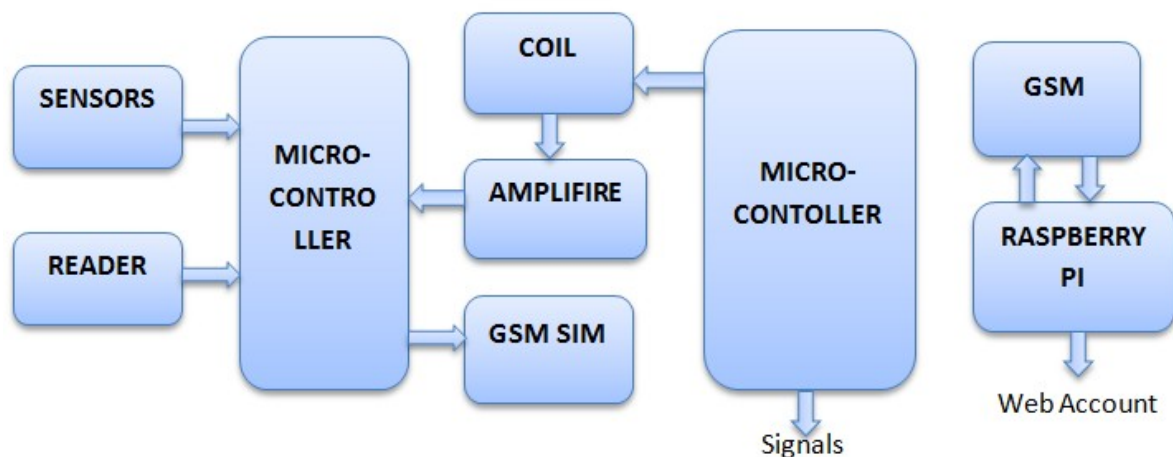 SENSORS
READER
MICRO-
CONTRO
LLER
COIL
AMPLIFIRE
GSM SIM
MICRO-
CONTOLLER
Signals
GSM
RASPBERRY
PI
Web Account